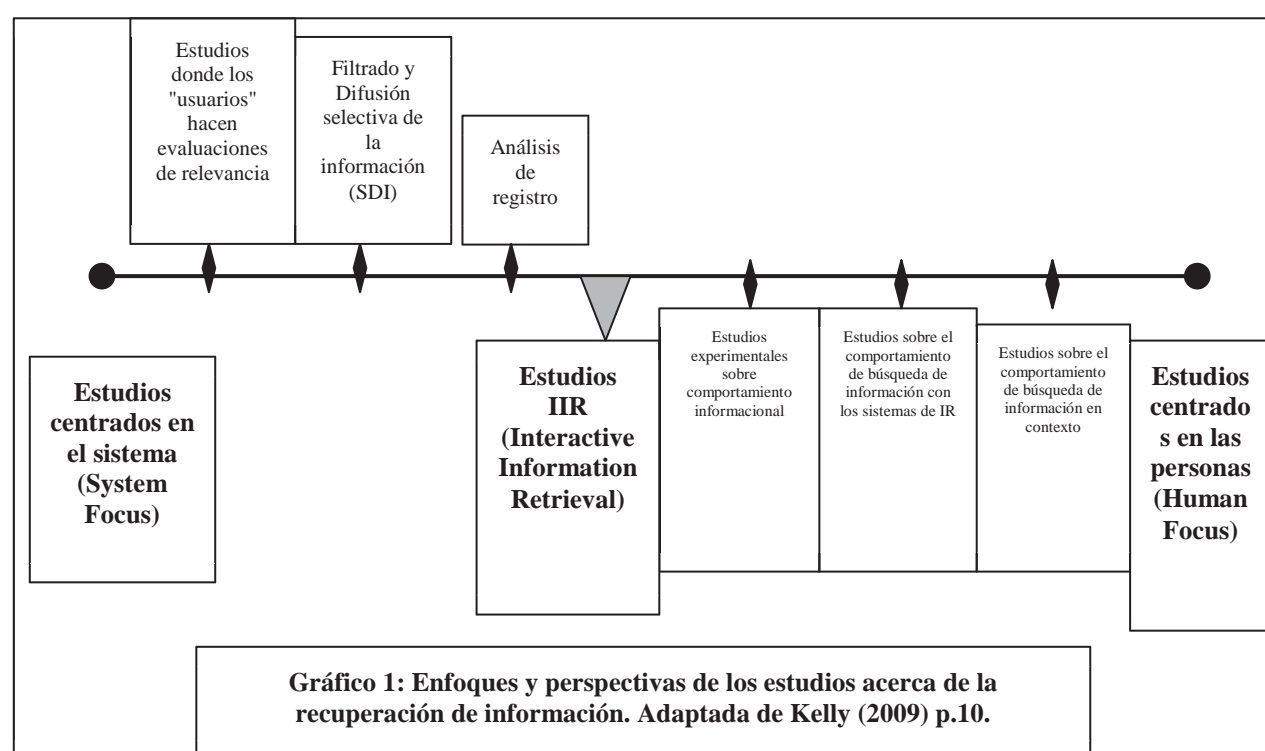 Estudios
donde los
"usuarios"
hacen
evaluaciones
de relevancia
Filtrado y
Difusión
selectiva de
la
información
(SDI)
Análisis
de
registro
Estudios
centrados en
el sistema
(System
Focus)
Estudios
IIR
(Interactive
Information
Retrieval)
Estudios
experimentales
sobre
comportamiento
informacional
Estudios sobre el
comportamiento
de búsqueda de
información con
los sistemas de IR
Estudios sobre el
comportamiento
de búsqueda de
información en
contexto
Estudios
centrado
s en las
personas
(Human
Focus)
Gráfico 1: Enfoques y perspectivas de los estudios acerca de la
recuperación de información. Adaptada de Kelly (2009) p.10.